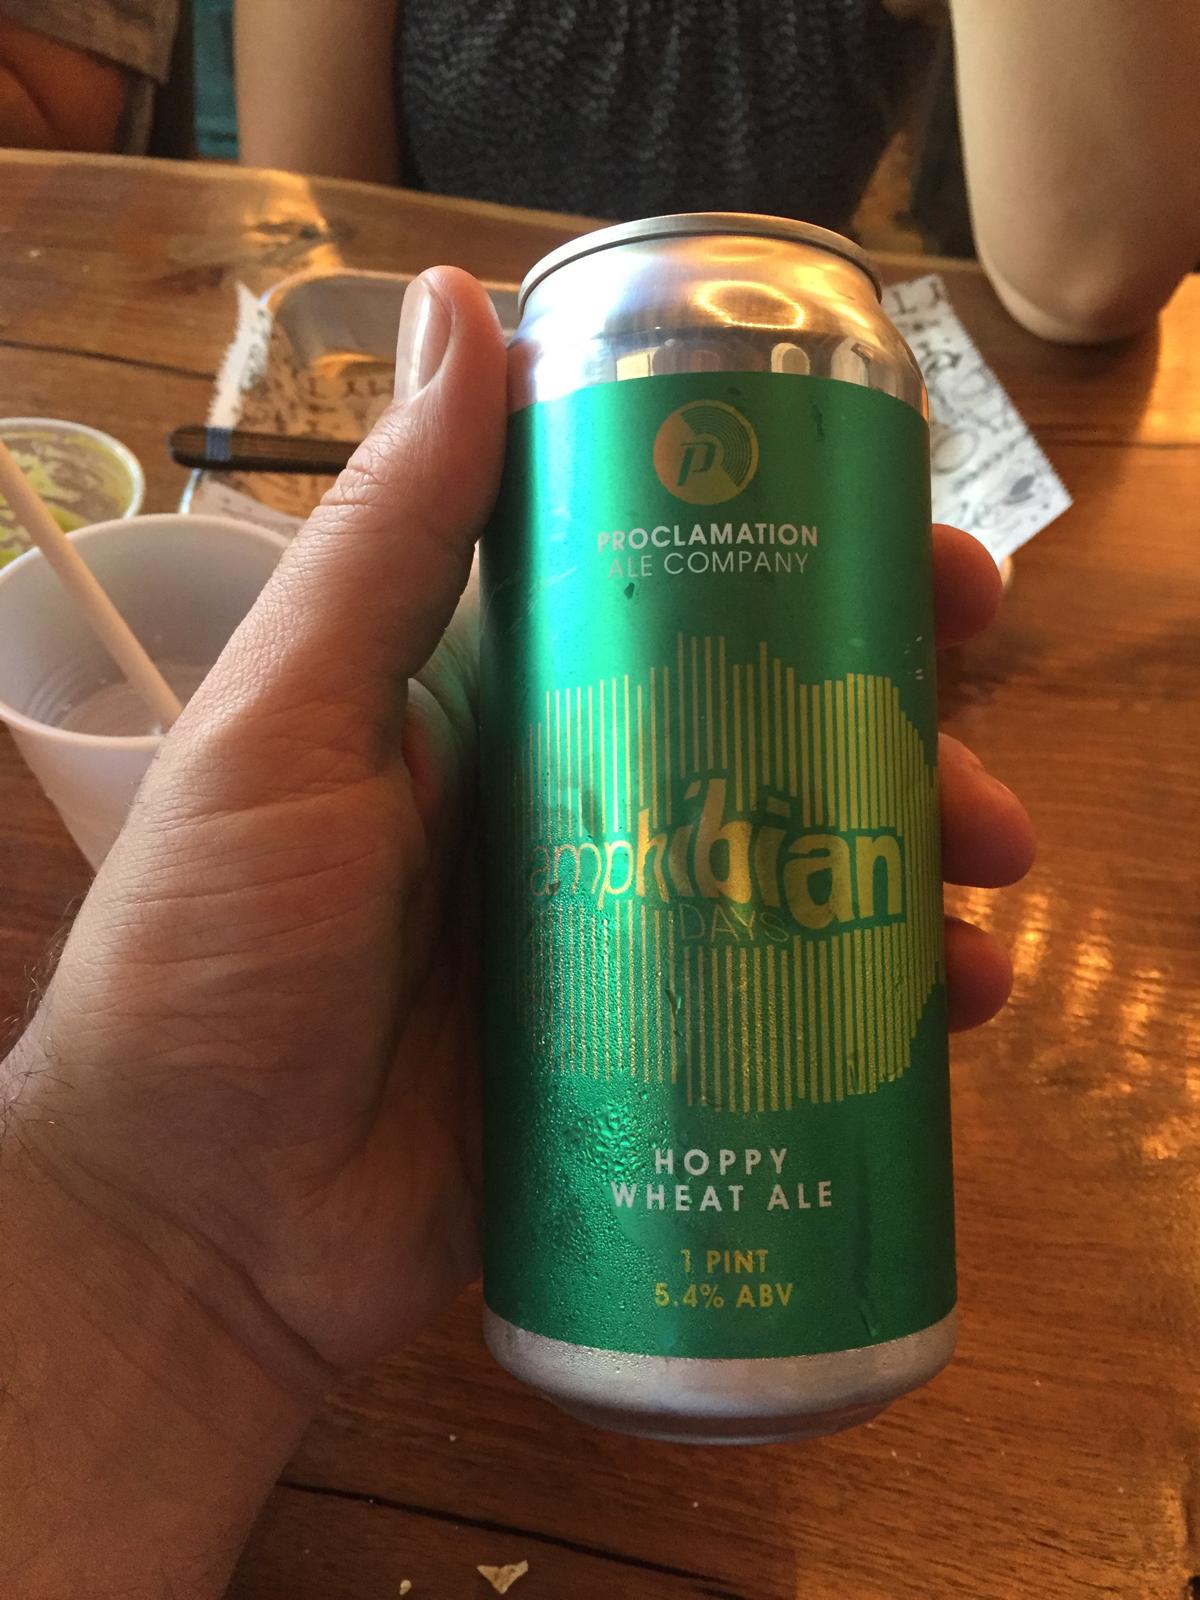 p
PROCLAMATION
ALE COMPANY
amphibian
DAYS
HOPPY
WHEAT ALE
1 PINT
5.4% ABV